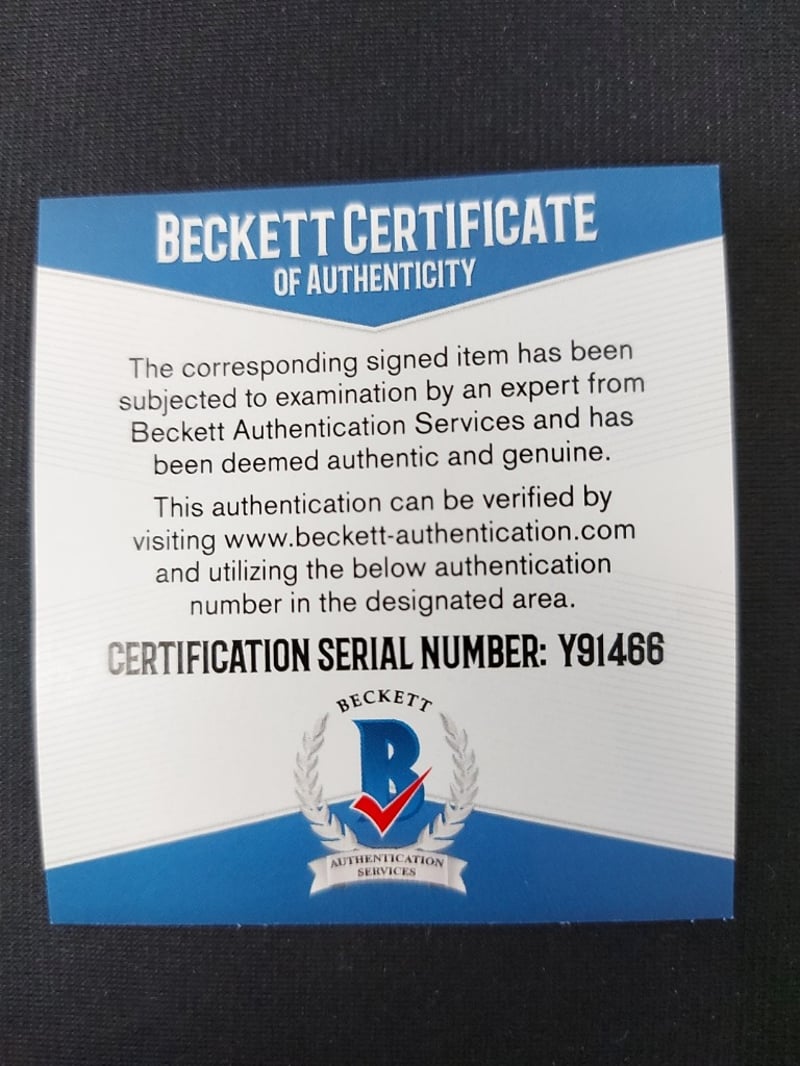 BECKETT CERTIFICATE
OF AUTHENTICITY
The corresponding signed item has been
subjected to examination by an expert from
Beckett Authentication Services and has
been deemed authentic and genuine.
This authentication can be verified by
visiting www.beckett-authentication.com
and utilizing the below authentication
number in the designated area.
CERTIFICATION SERIAL NUMBER: Y91466
BECKETT
B
AUTHENTICATION
SERVICES